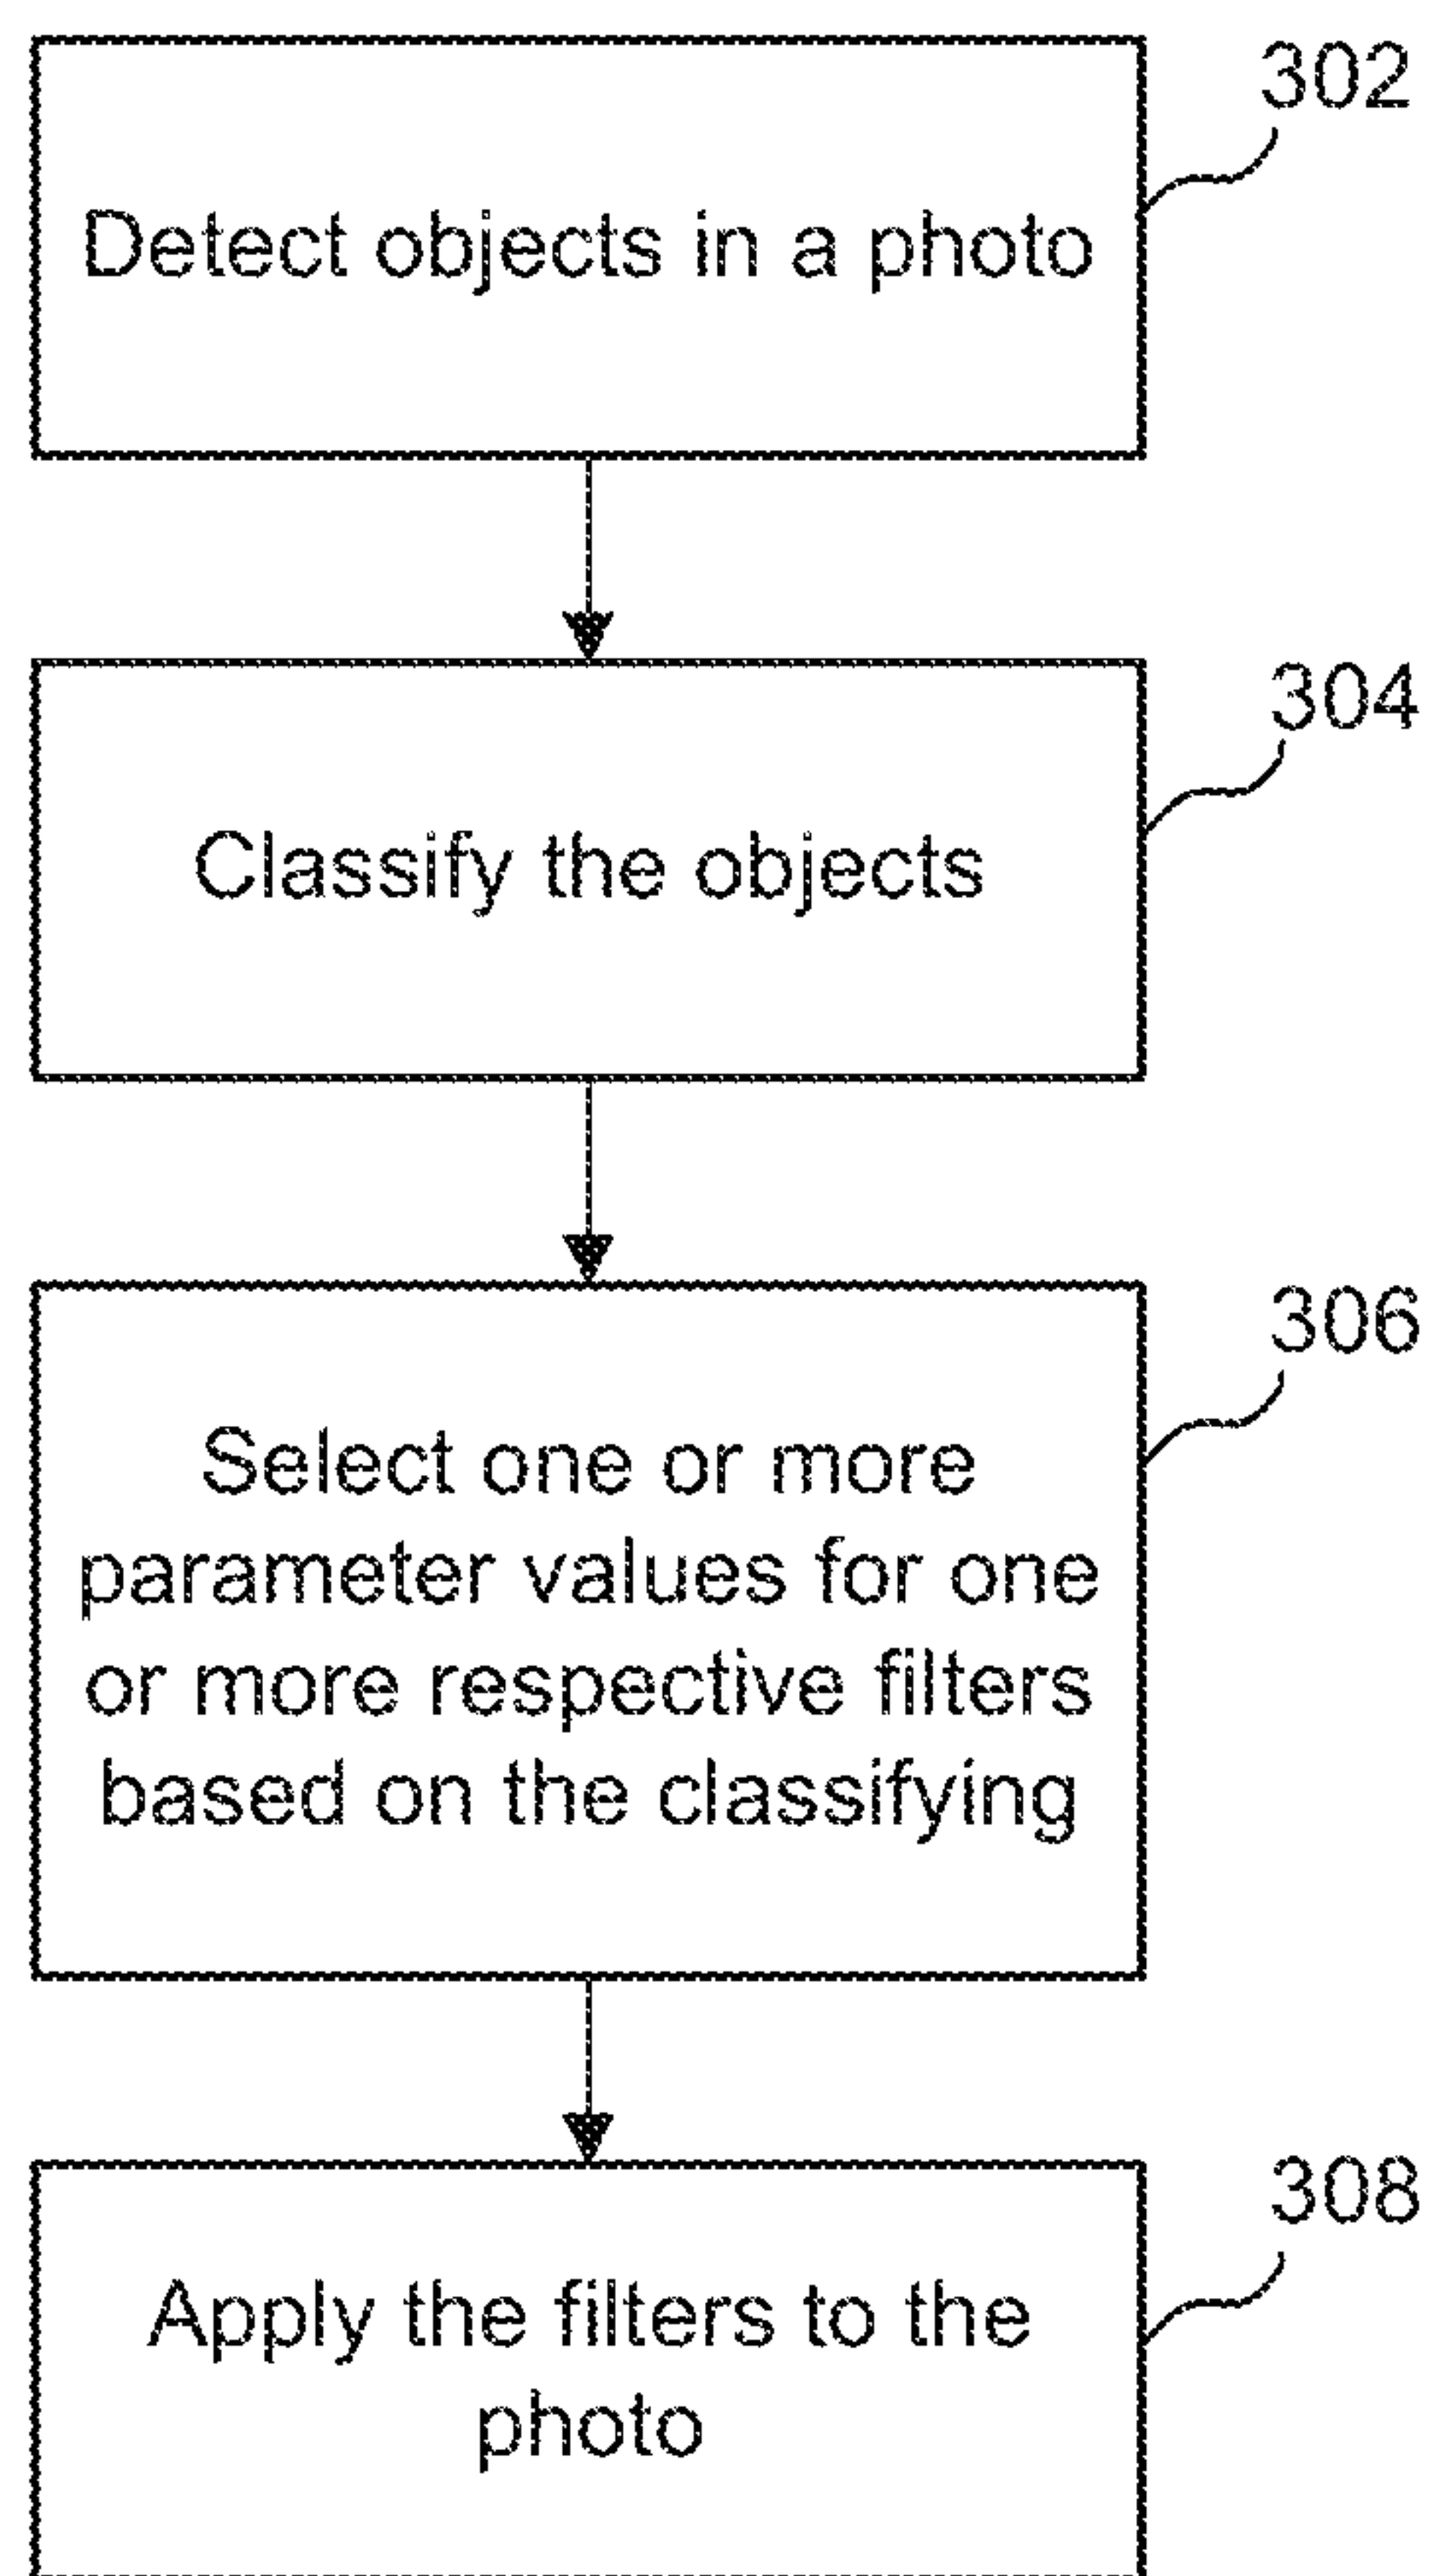 302
Detect objects in a photo
304
Classify the objects
306
Select one or more
parameter values for one
or more respective filters
based on the classifying
308
Apply the filters to the
photo